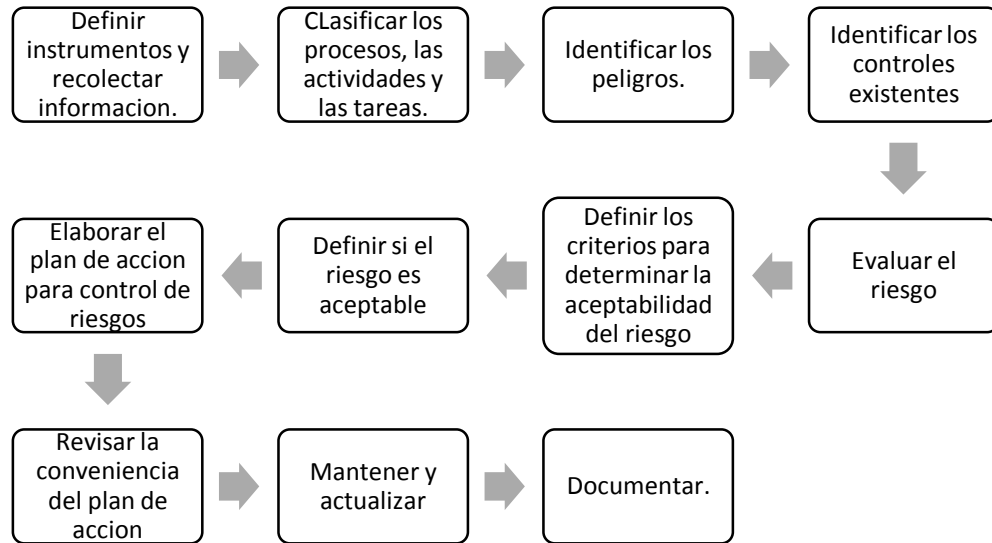 Definir
instrumentos y
recolectar
informacion.
CLasificar los
procesos, las
actividades y
las tareas.
Identificar los
peligros.
Identificar los
controles
existentes
Evaluar el
riesgo
Definir los
criterios para
determinar la
aceptabilidad
del riesgo
Definir si el
riesgo es
aceptable
Elaborar el
plan de accion
para control de
riesgos
Revisar la
conveniencia
del plan de
accion
Mantener y
actualizar
Documentar.